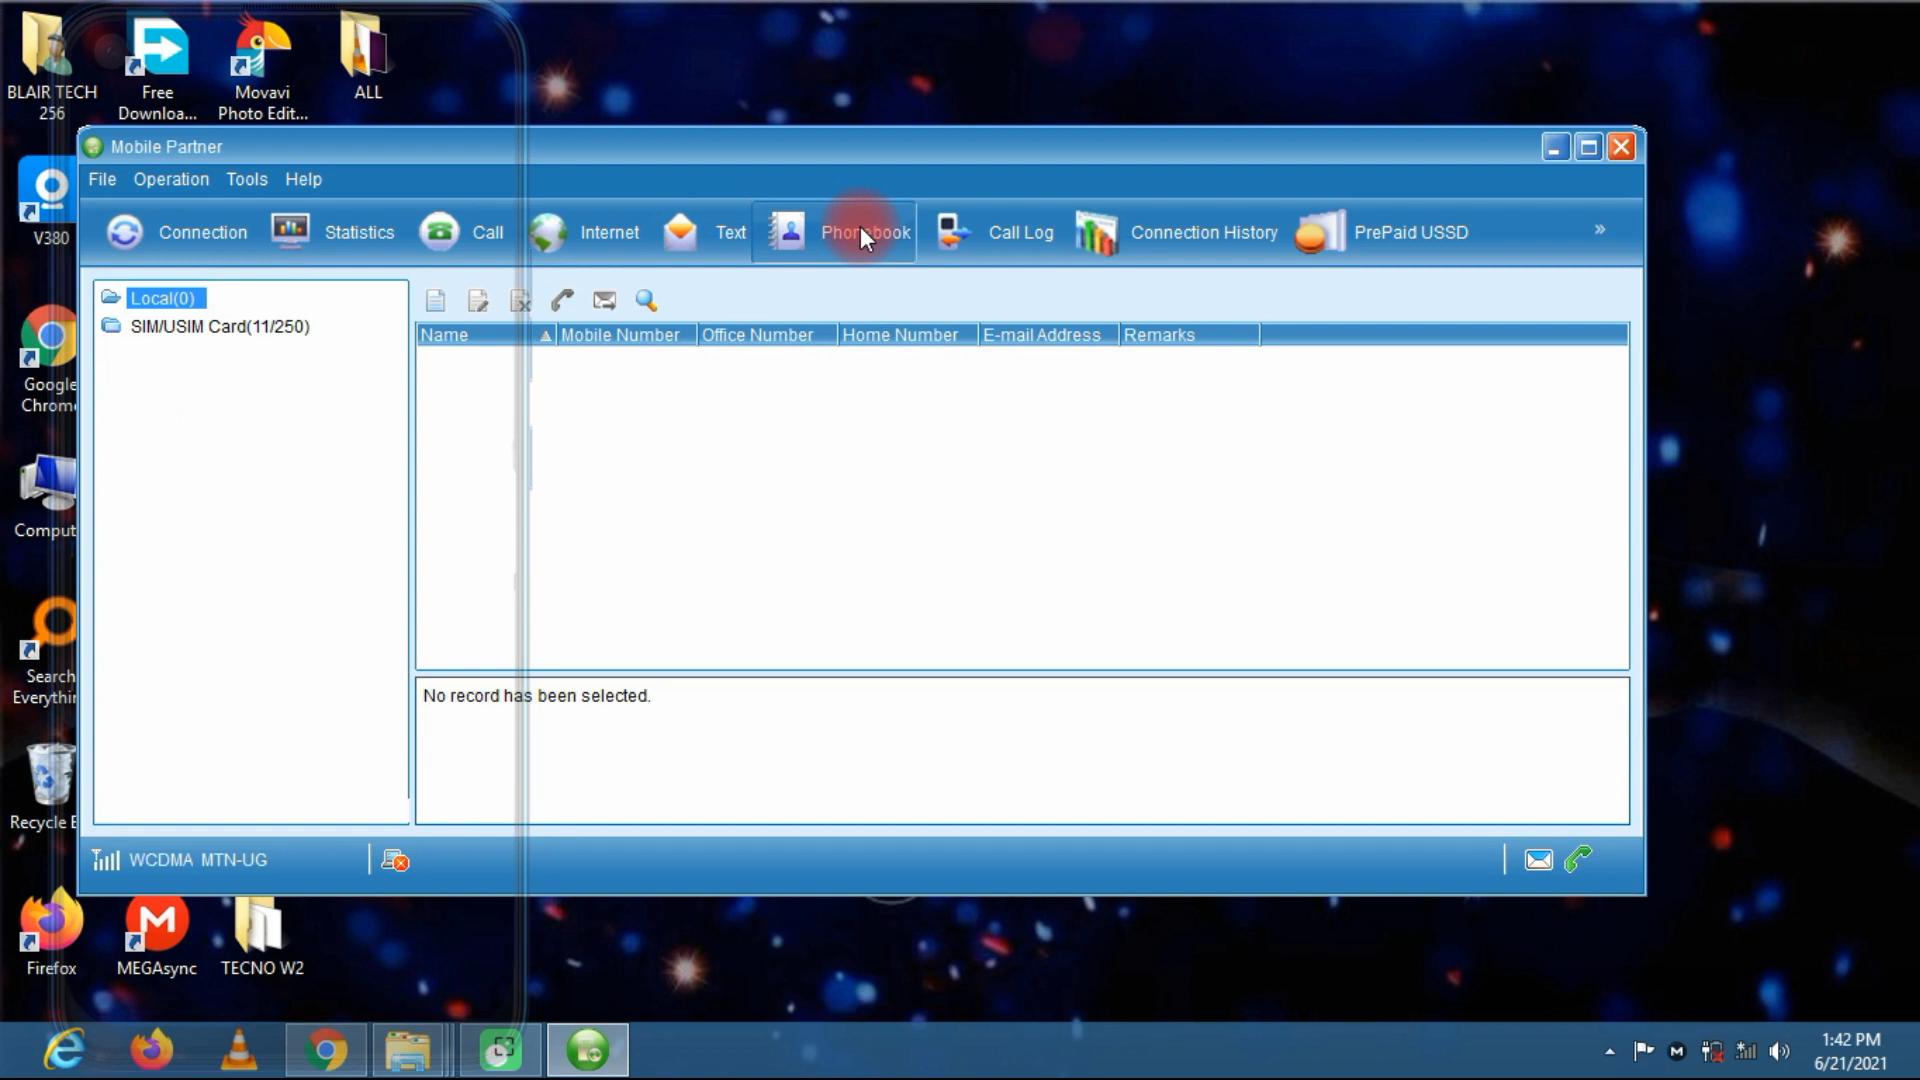 BLAIR TECH
256
Free
Downloa...
Movavi
Photo Edit...
ALL
Mobile Partner
File Operation Tools Help
Connection Statistics Call Internet Text Phonebook Call Log Connection History PrePaid USSD »
V380
Local(0)
SIM/USIM Card(11/250)
Name Mobile Number Office Number Home Number E-mail Address Remarks
Google
Chrom
Comput
Search
Everythin
No record has been selected.
Recycle B
WCDMA MTN-UG
Firefox
MEGAsync
TECNO W2
1:42 PM
6/21/2021